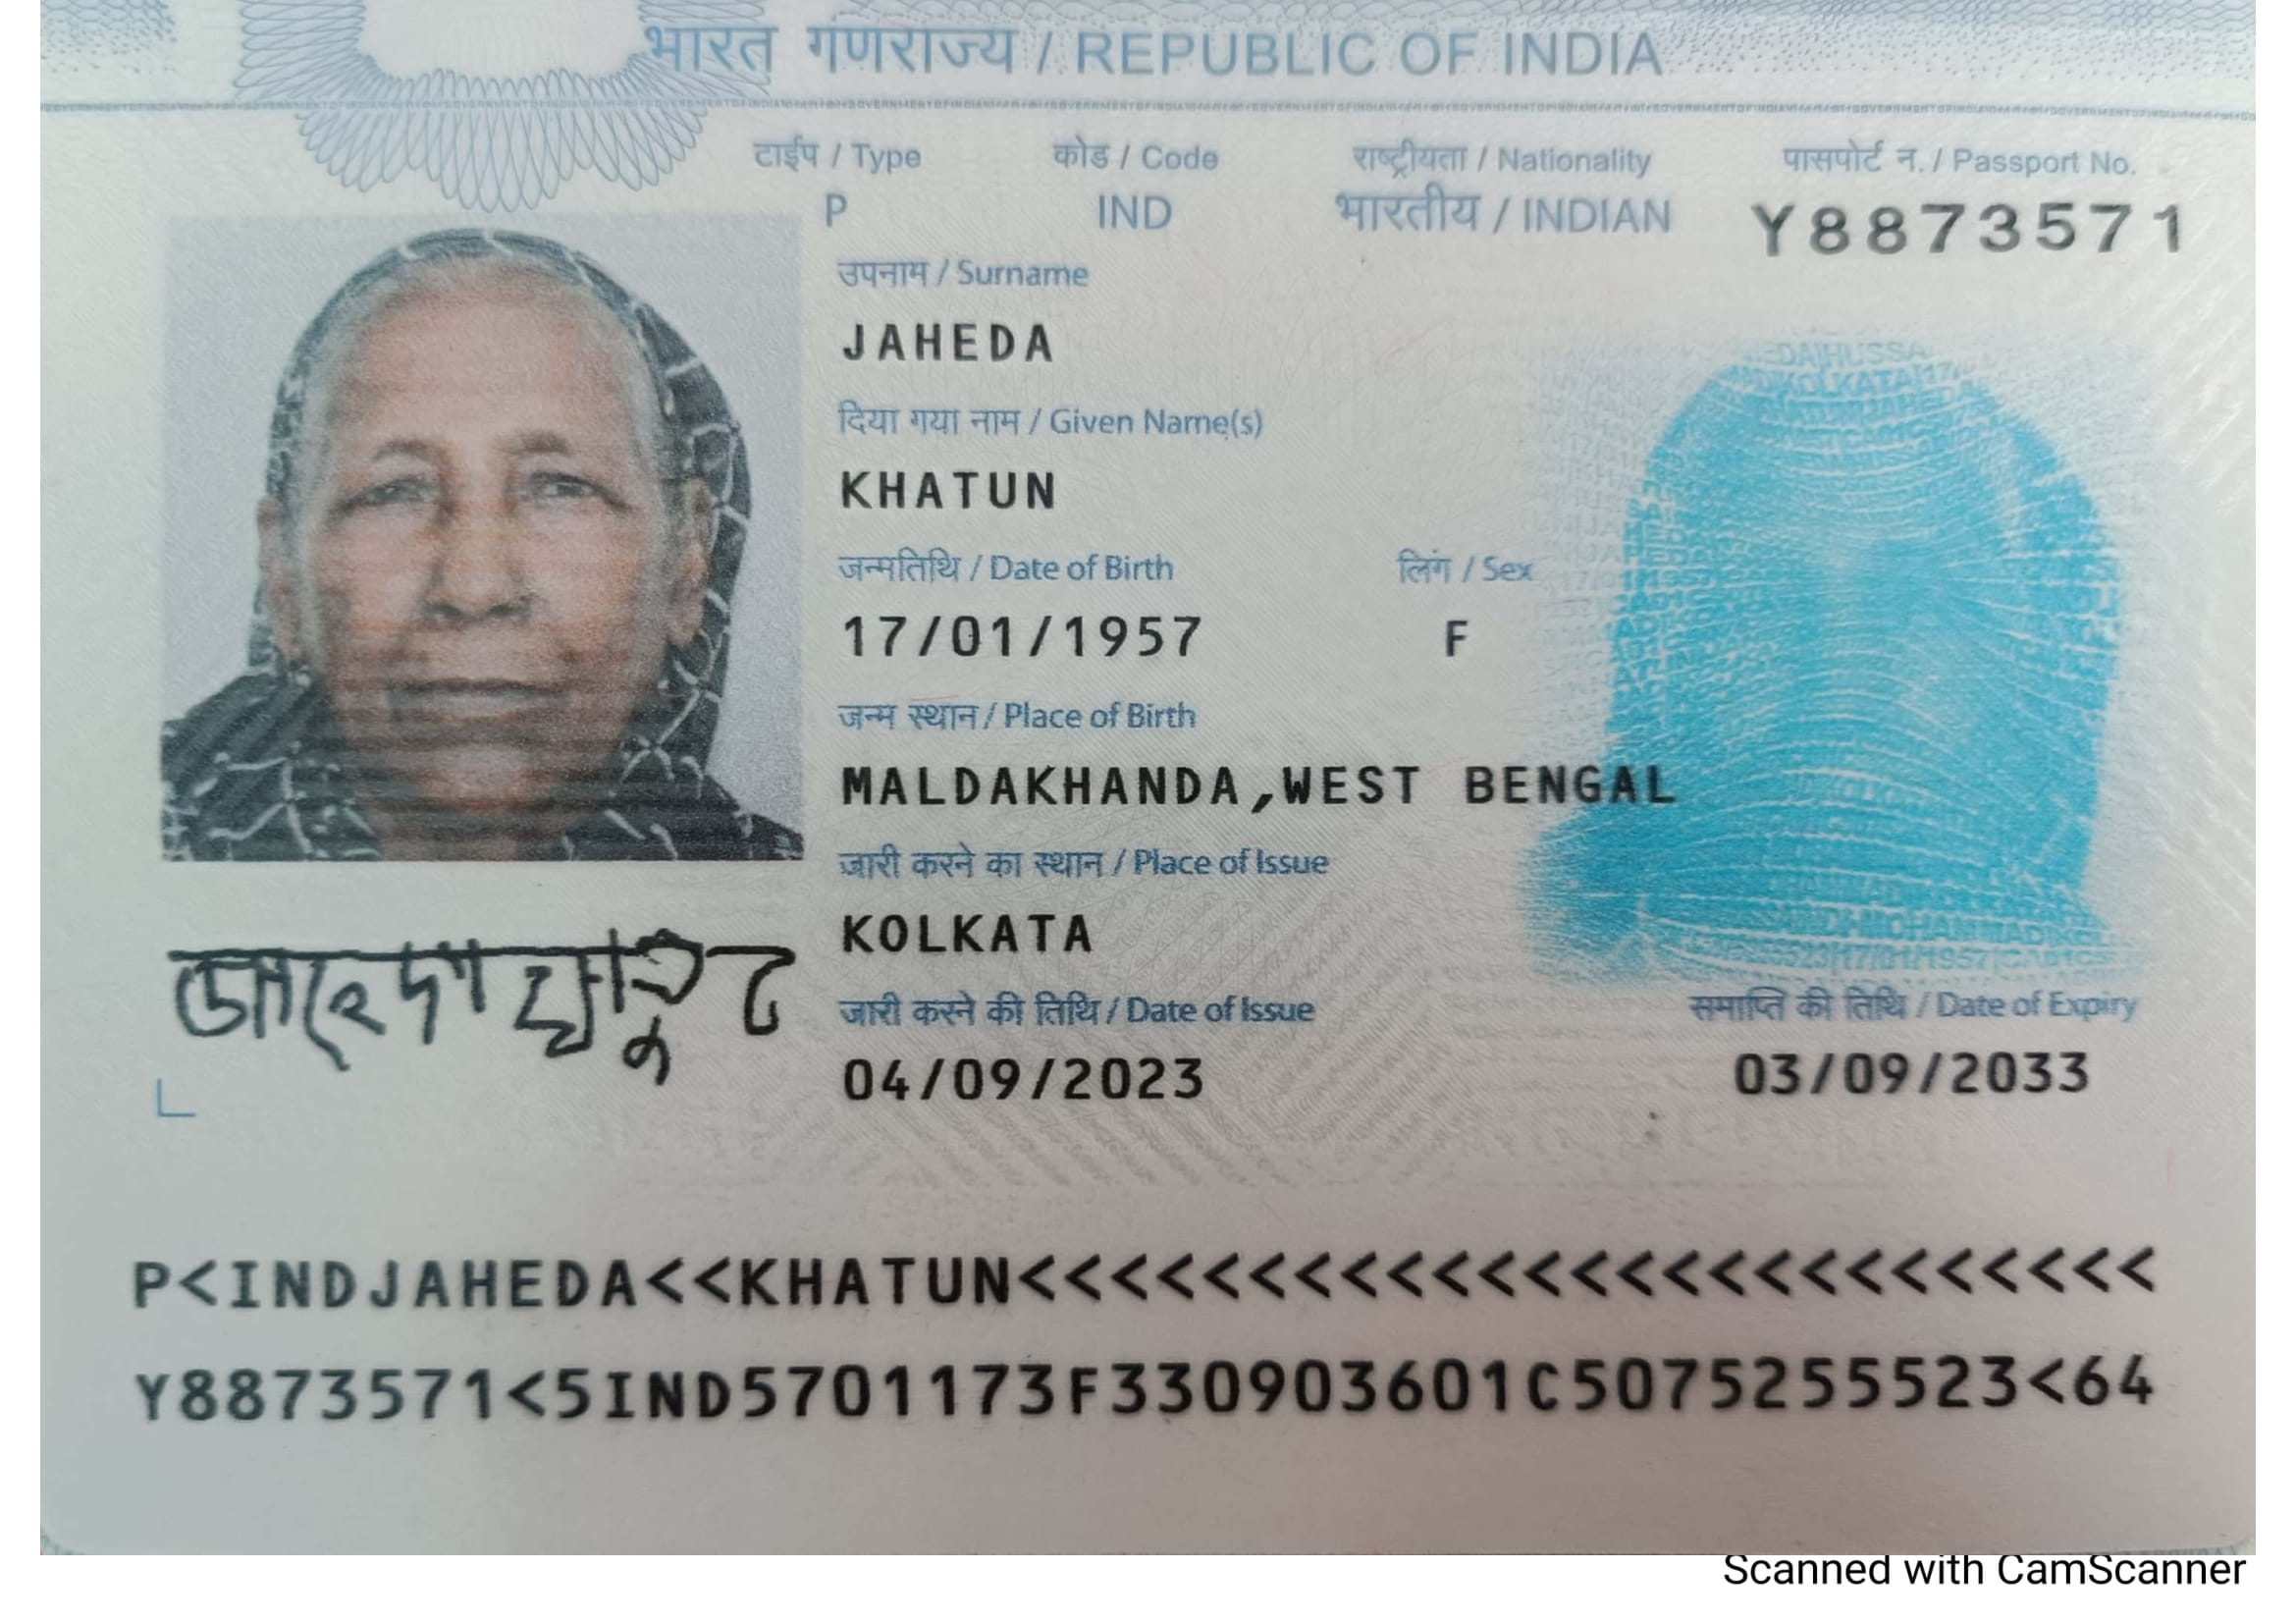 भारत गणराज्य / REPUBLIC OF INDIA
टाईप / Type कोड / Code राष्ट्रीयता / Nationality पासपोर्ट न. / Passport No.
P IND भारतीय / INDIAN Y8873571
उपनाम / Surname
JAHEDA
दिया गया नाम / Given Name(s)
KHATUN
जन्मतिथि / Date of Birth लिंग / Sex
17/01/1957 F
जन्म स्थान / Place of Birth
MALDAKHANDA,WEST BENGAL
जारी करने का स्थान / Place of Issue
KOLKATA
जारी करने की तिथि / Date of Issue समाप्ति की तिथि / Date of Expiry
04/09/2023 03/09/2033
P<INDJAHEDA<<KHATUN<<<<<<<<<<<<<<<<<<<<<<<<<
Y8873571<5IND5701173F330903601C5075255523<64
Scanned with CamScanner